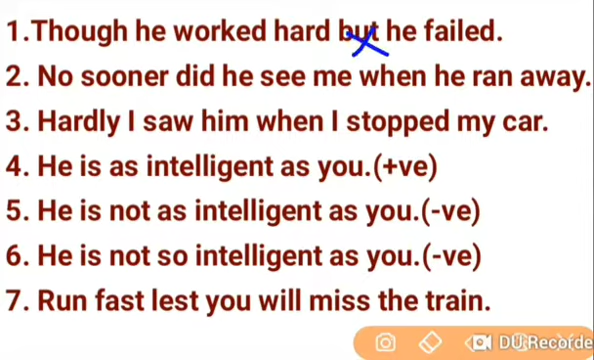 1.Though he worked hard but he failed.
2. No sooner did he see me when he ran away.
3. Hardly I saw him when I stopped my car.
4. He is as intelligent as you.(+ve)
5. He is not as intelligent as you.(-ve)
6. He is not so intelligent as you.(-ve)
7. Run fast lest you will miss the train.
DU Recorde